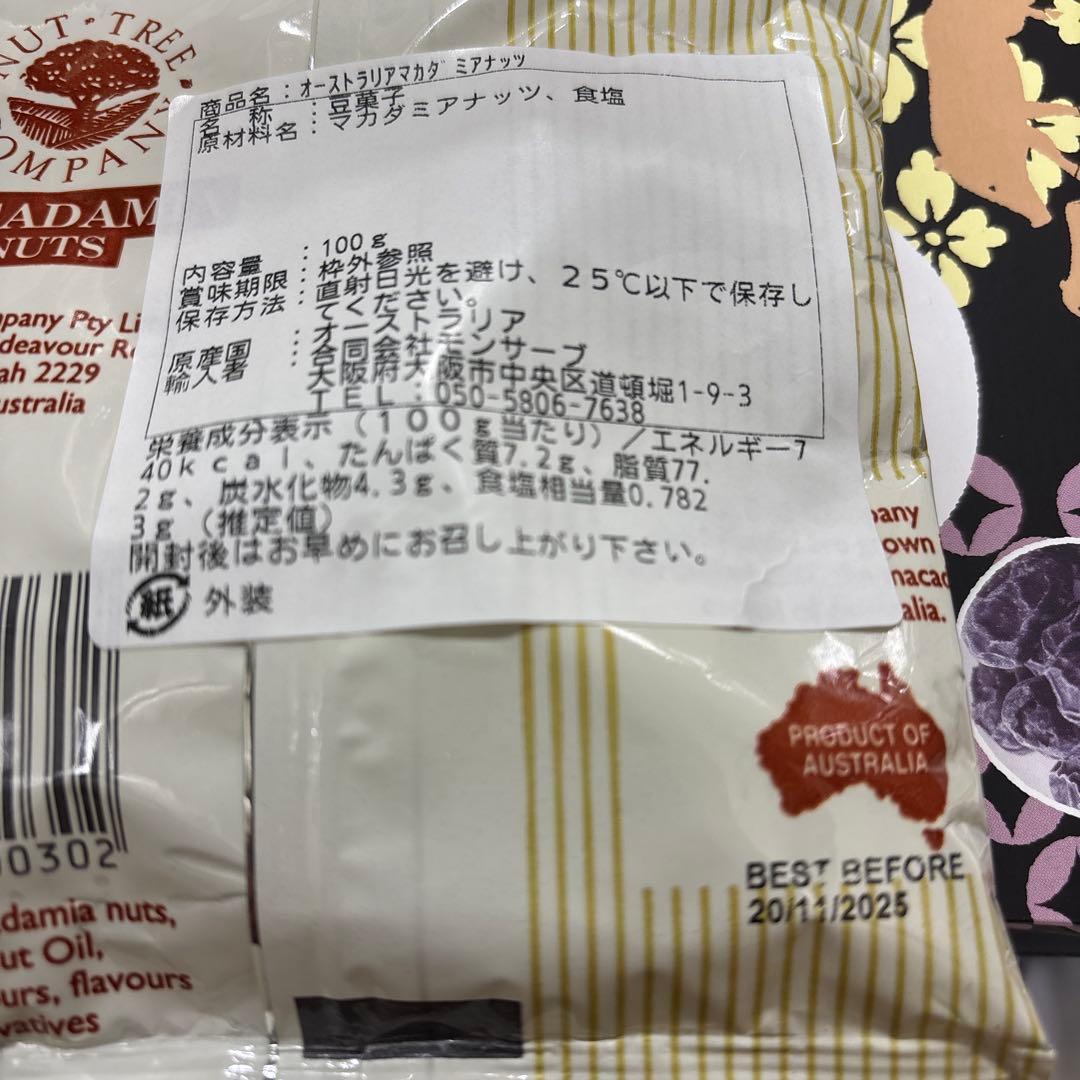 NUT · TREE ·
COMPANY
ADAM
NUTS
mpany Pty Li
deavour R
ah 2229
ustralia
商品名：オーストラリアマカダミアナッツ
名　称　：豆菓子
原材料名：マカダミアナッツ、食塩
内容量　：100g
賞味期限：枠外参照
保存方法：直射日光を避け、25℃以下で保存し
てください。
原産国　：オーストラリア
輸入者　：合同会社モンサーブ
大阪府大阪市中央区道頓堀1-9-3
TEL：050-5806-7638
栄養成分表示（100g当たり）／エネルギー7
40kcal、たんぱく質7.2g、脂質77.
2g、炭水化物4.3g、食塩相当量0.782
3g（推定値）
開封後はお早めにお召し上がり下さい。
紙 外装
pany
own
macad
alia.
PRODUCT OF
AUSTRALIA
BEST BEFORE
20/11/2025
00302
damia nuts,
ut Oil,
urs, flavours
vatives